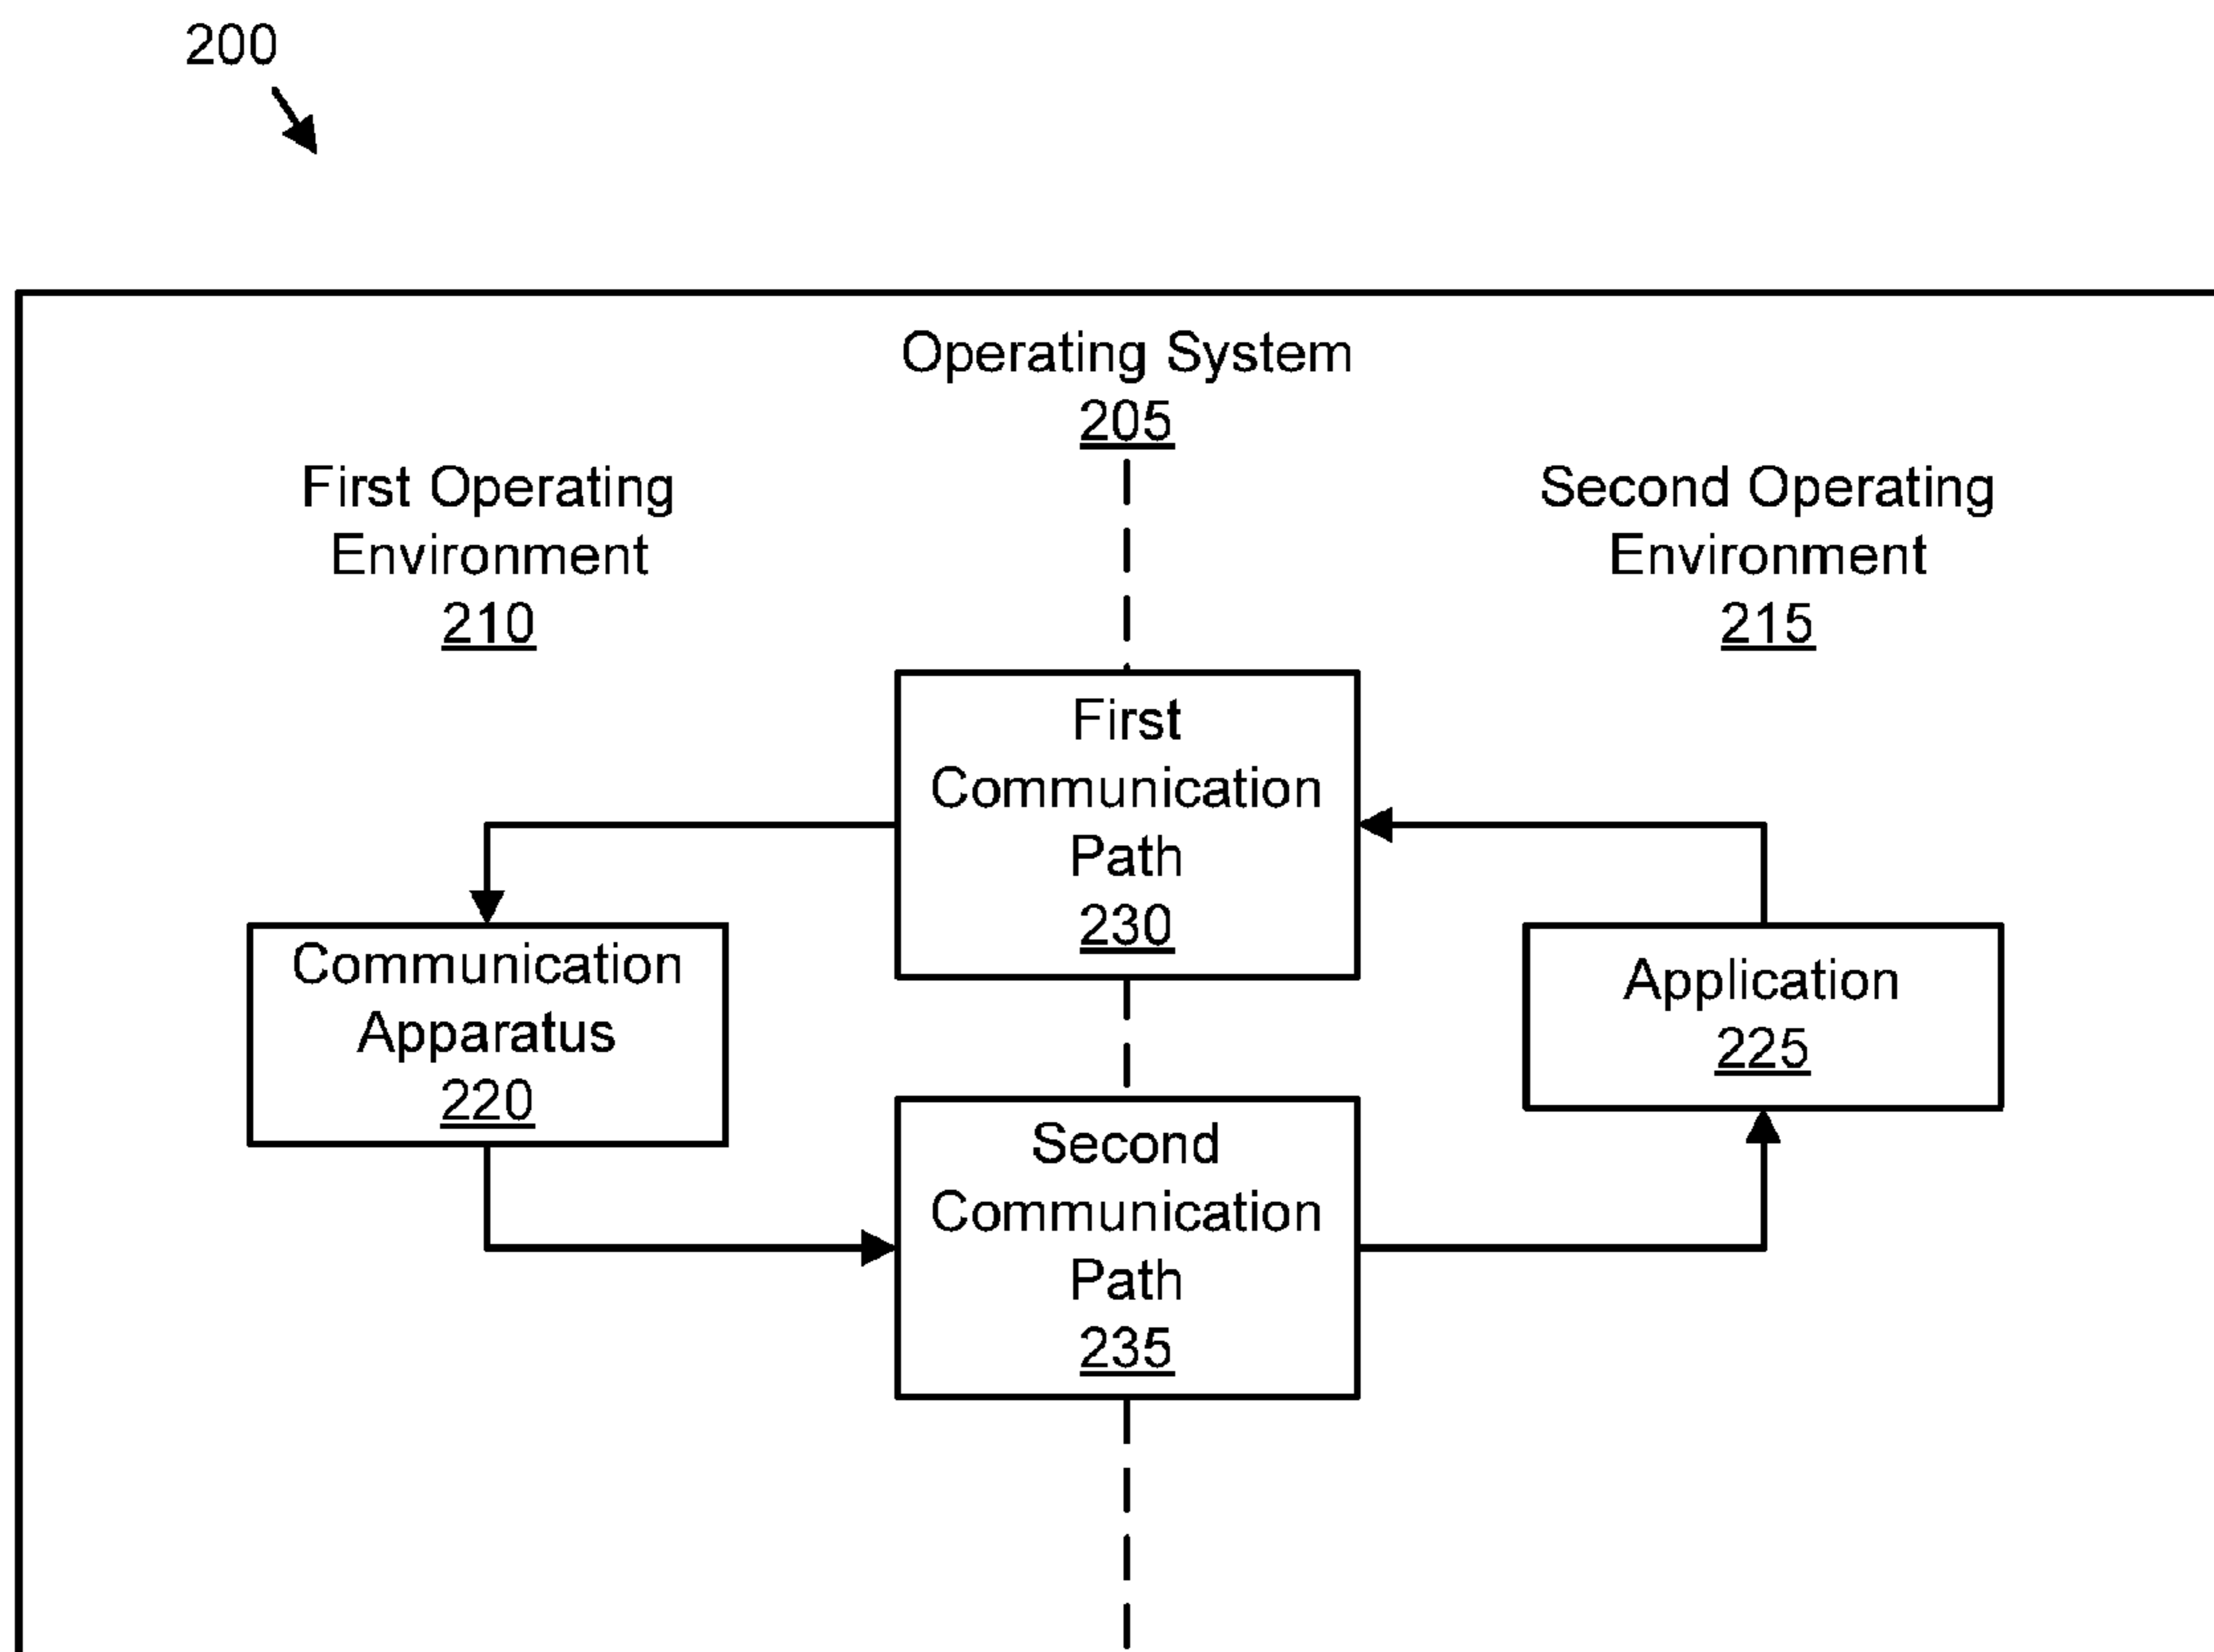 200
Operating System
205
First Operating
Environment
210
Second Operating
Environment
215
First
Communication
Path
230
Communication
Apparatus
220
Application
225
Second
Communication
Path
235